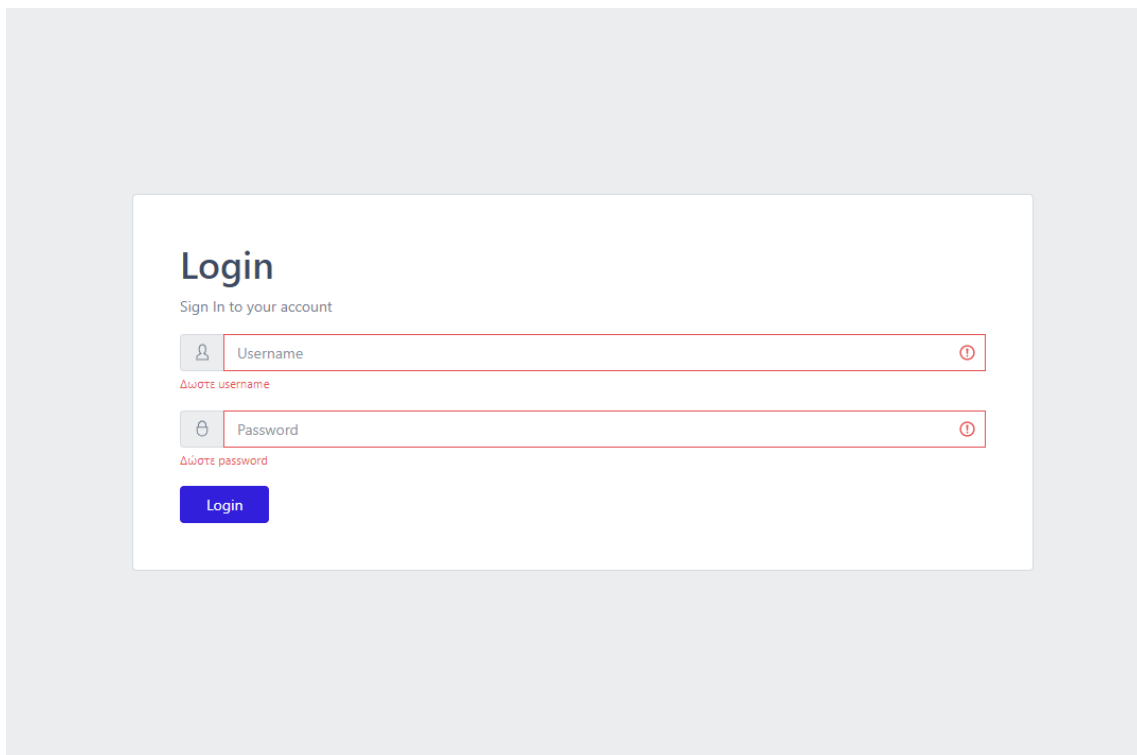 Login
Sign In to your account
Username
Δωστε username
Password
Δώστε password
Login